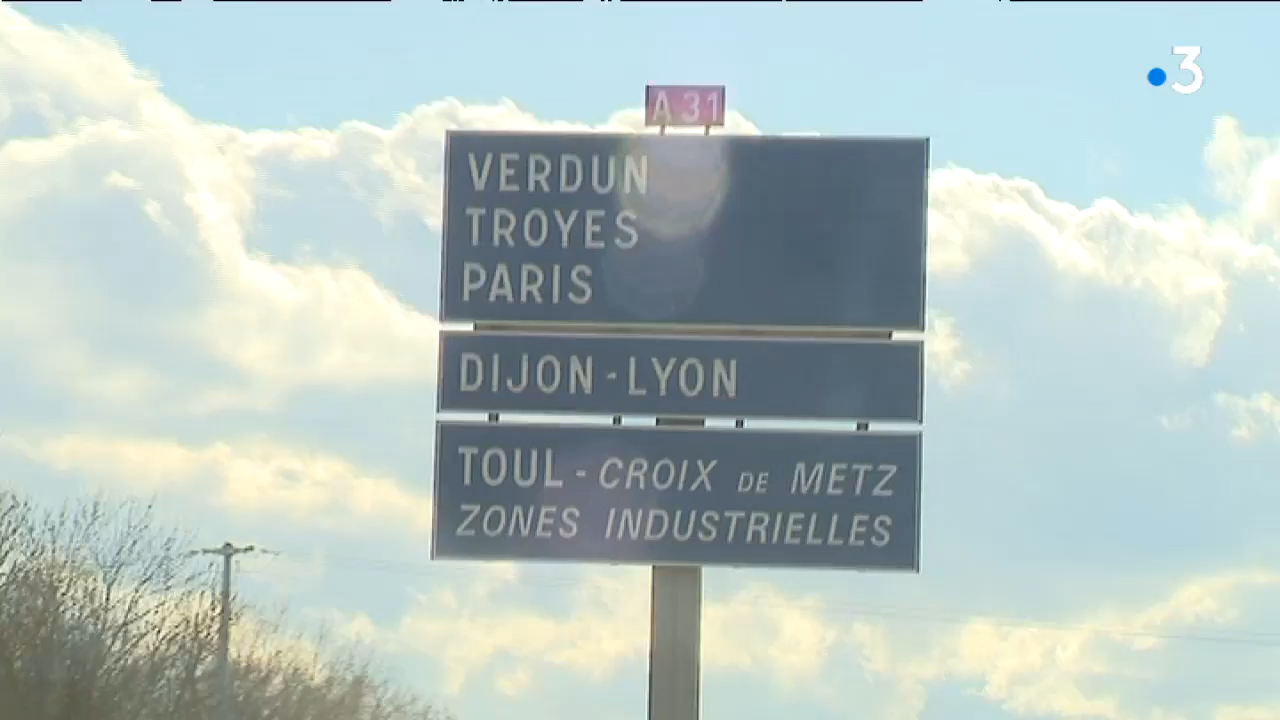 3
A 31
VERDUN
TROYES
PARIS
DIJON - LYON
TOUL - CROIX DE METZ
ZONES INDUSTRIELLES